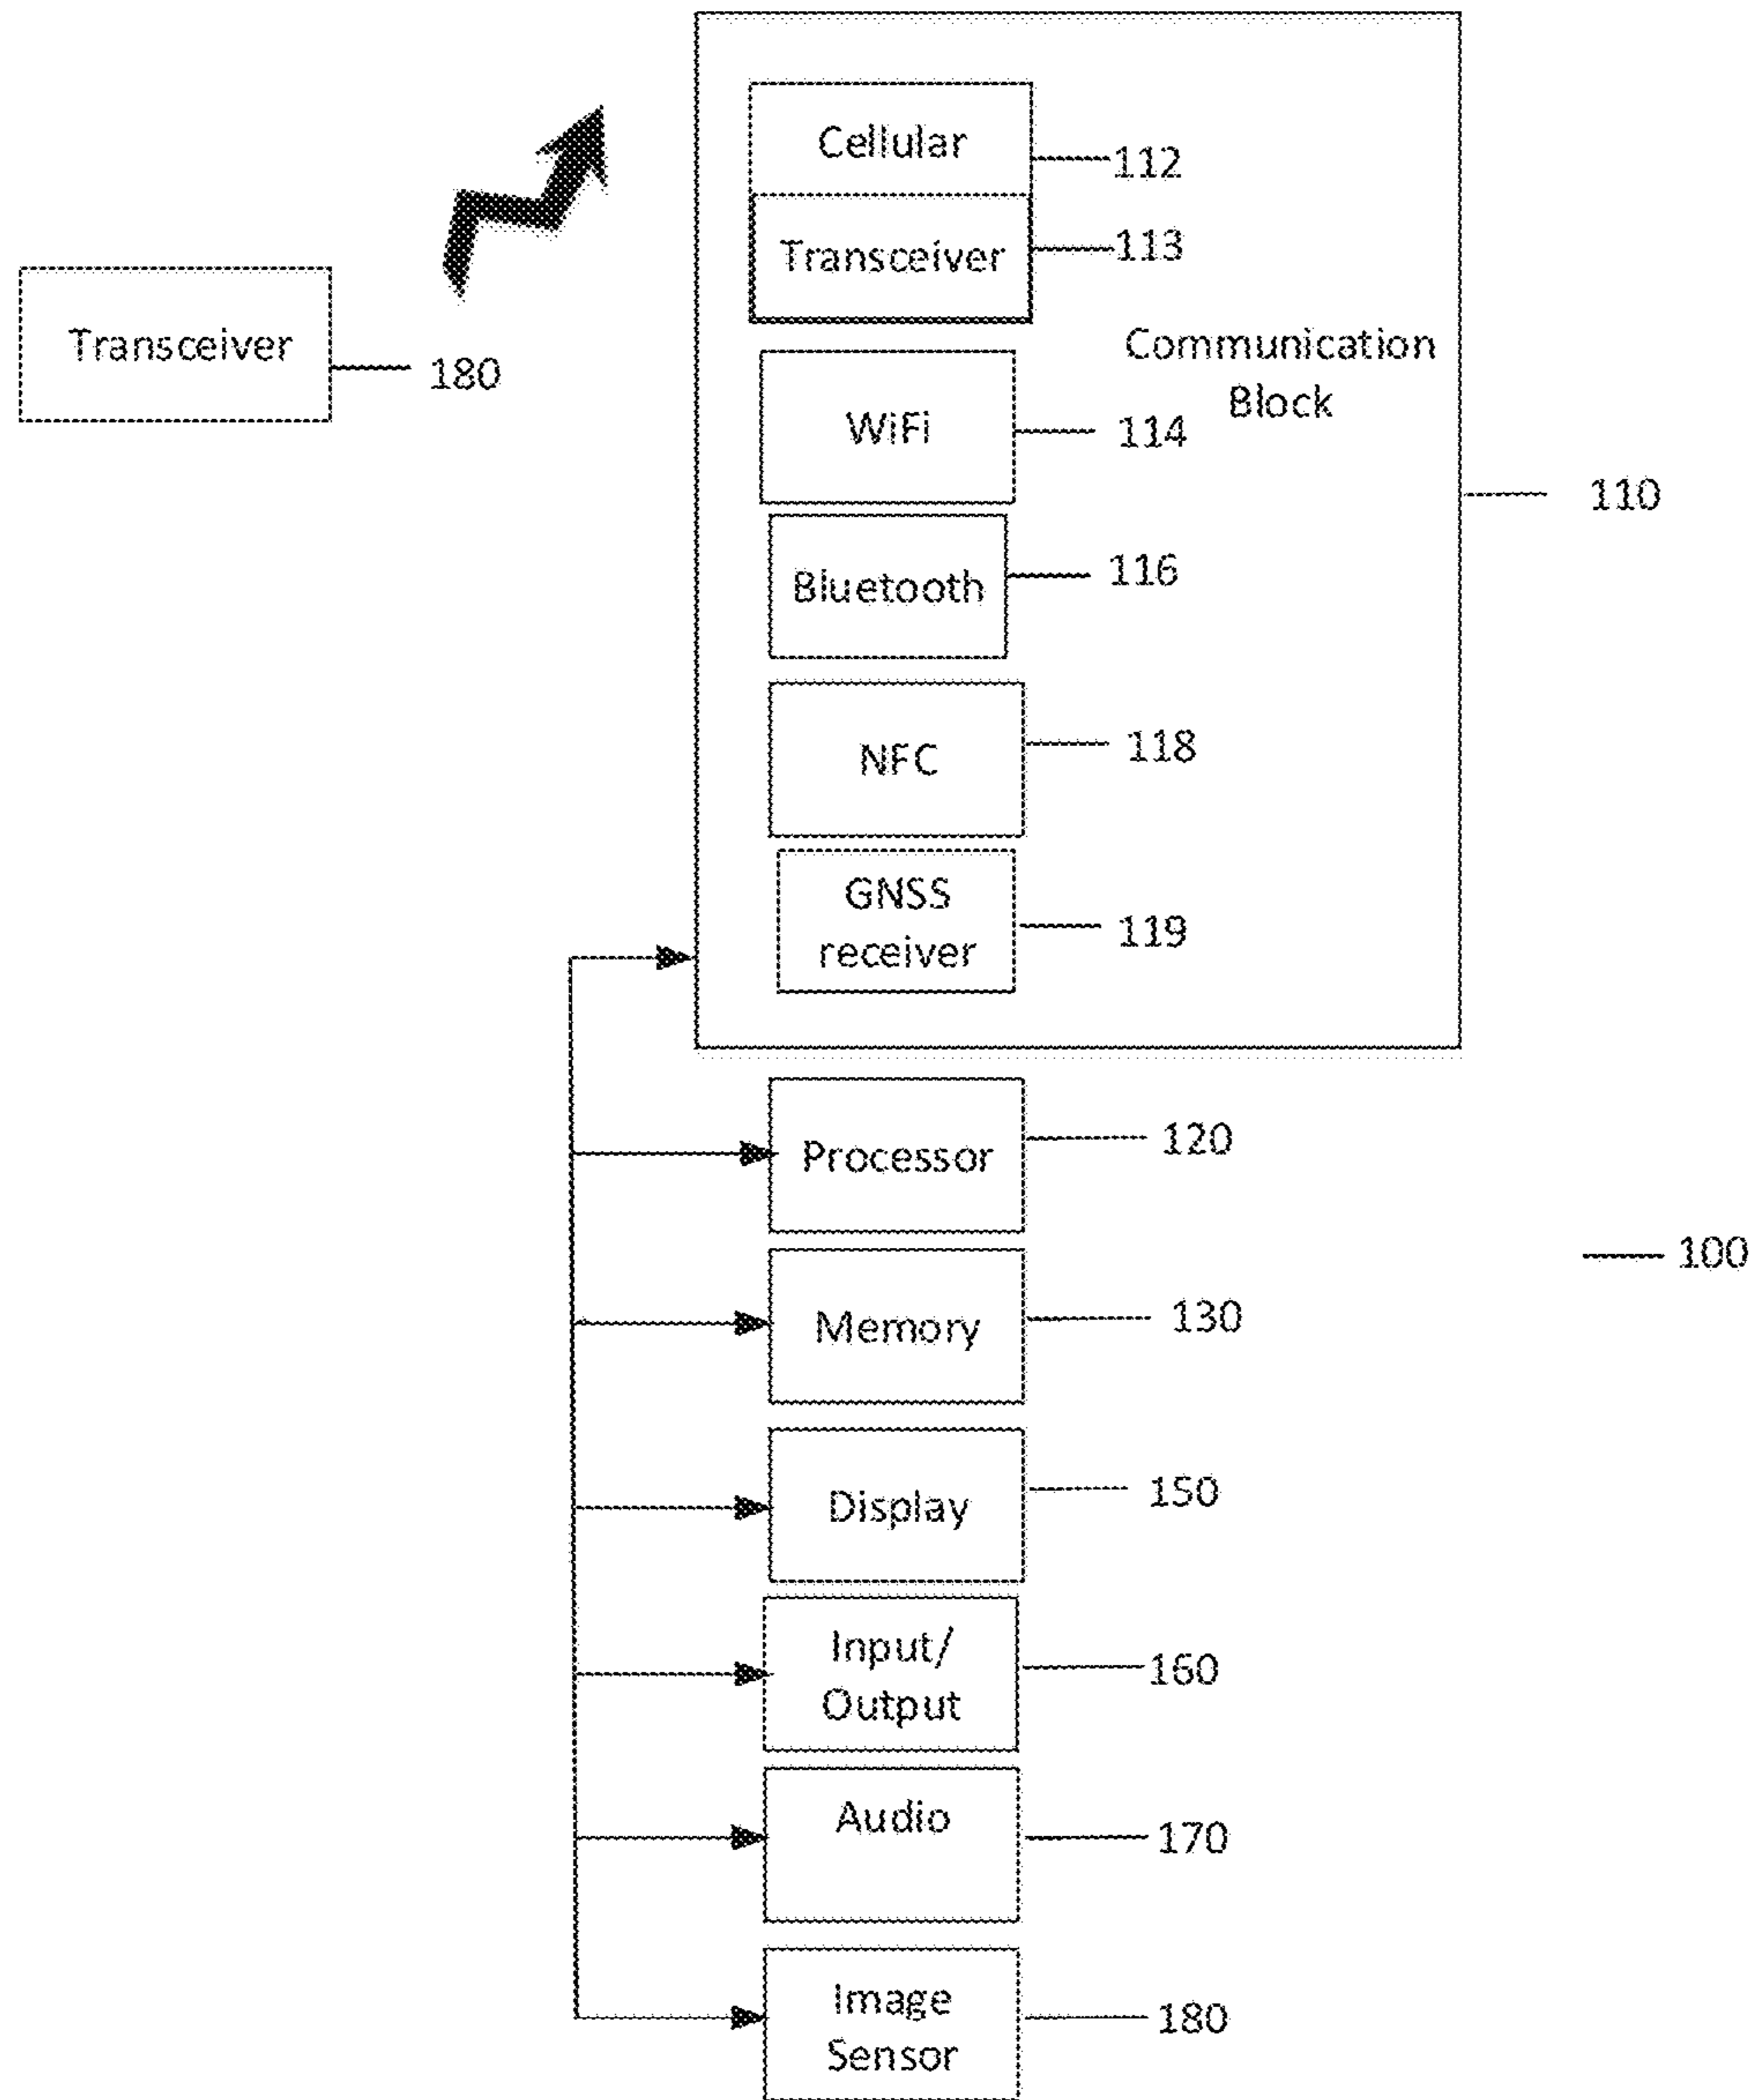 Cellular
112
Transceiver
113
Transceiver
180
Communication
Block
WiFi
114
110
Bluetooth
116
NFC
118
GNSS
receiver
119
Processor
120
100
Memory
130
Display
150
Input/
Output
160
Audio
170
Image
Sensor
180